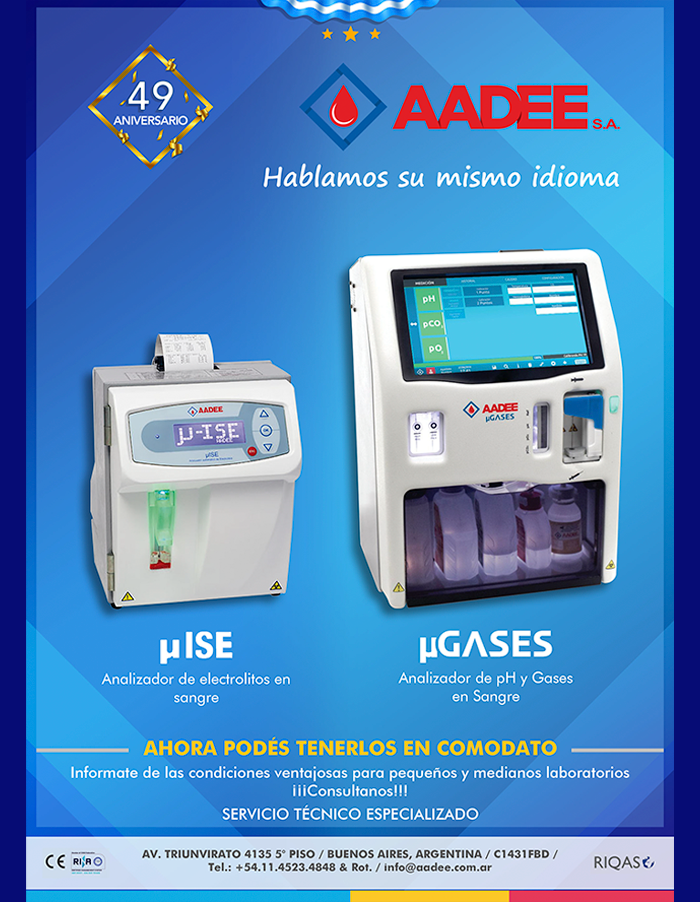 49
ANIVERSARIO
AADEE S.A.
Hablamos su mismo idioma
MEDICIÓN
pH
pCO₂
pO₂
AADEE
µGASES
AADEE
µ-ISE
OK
µISE
µISE
Analizador de electrolitos en
sangre
µGASES
Analizador de pH y Gases
en Sangre
AHORA PODÉS TENERLOS EN COMODATO
Informate de las condiciones ventajosas para pequeños y medianos laboratorios
¡¡¡Consultanos!!!
SERVICIO TÉCNICO ESPECIALIZADO
CE
AV. TRIUNVIRATO 4135 5° PISO / BUENOS AIRES, ARGENTINA / C1431FBD /
Tel.: +54.11.4523.4848 & Rot. / info@aadee.com.ar
RIQAS